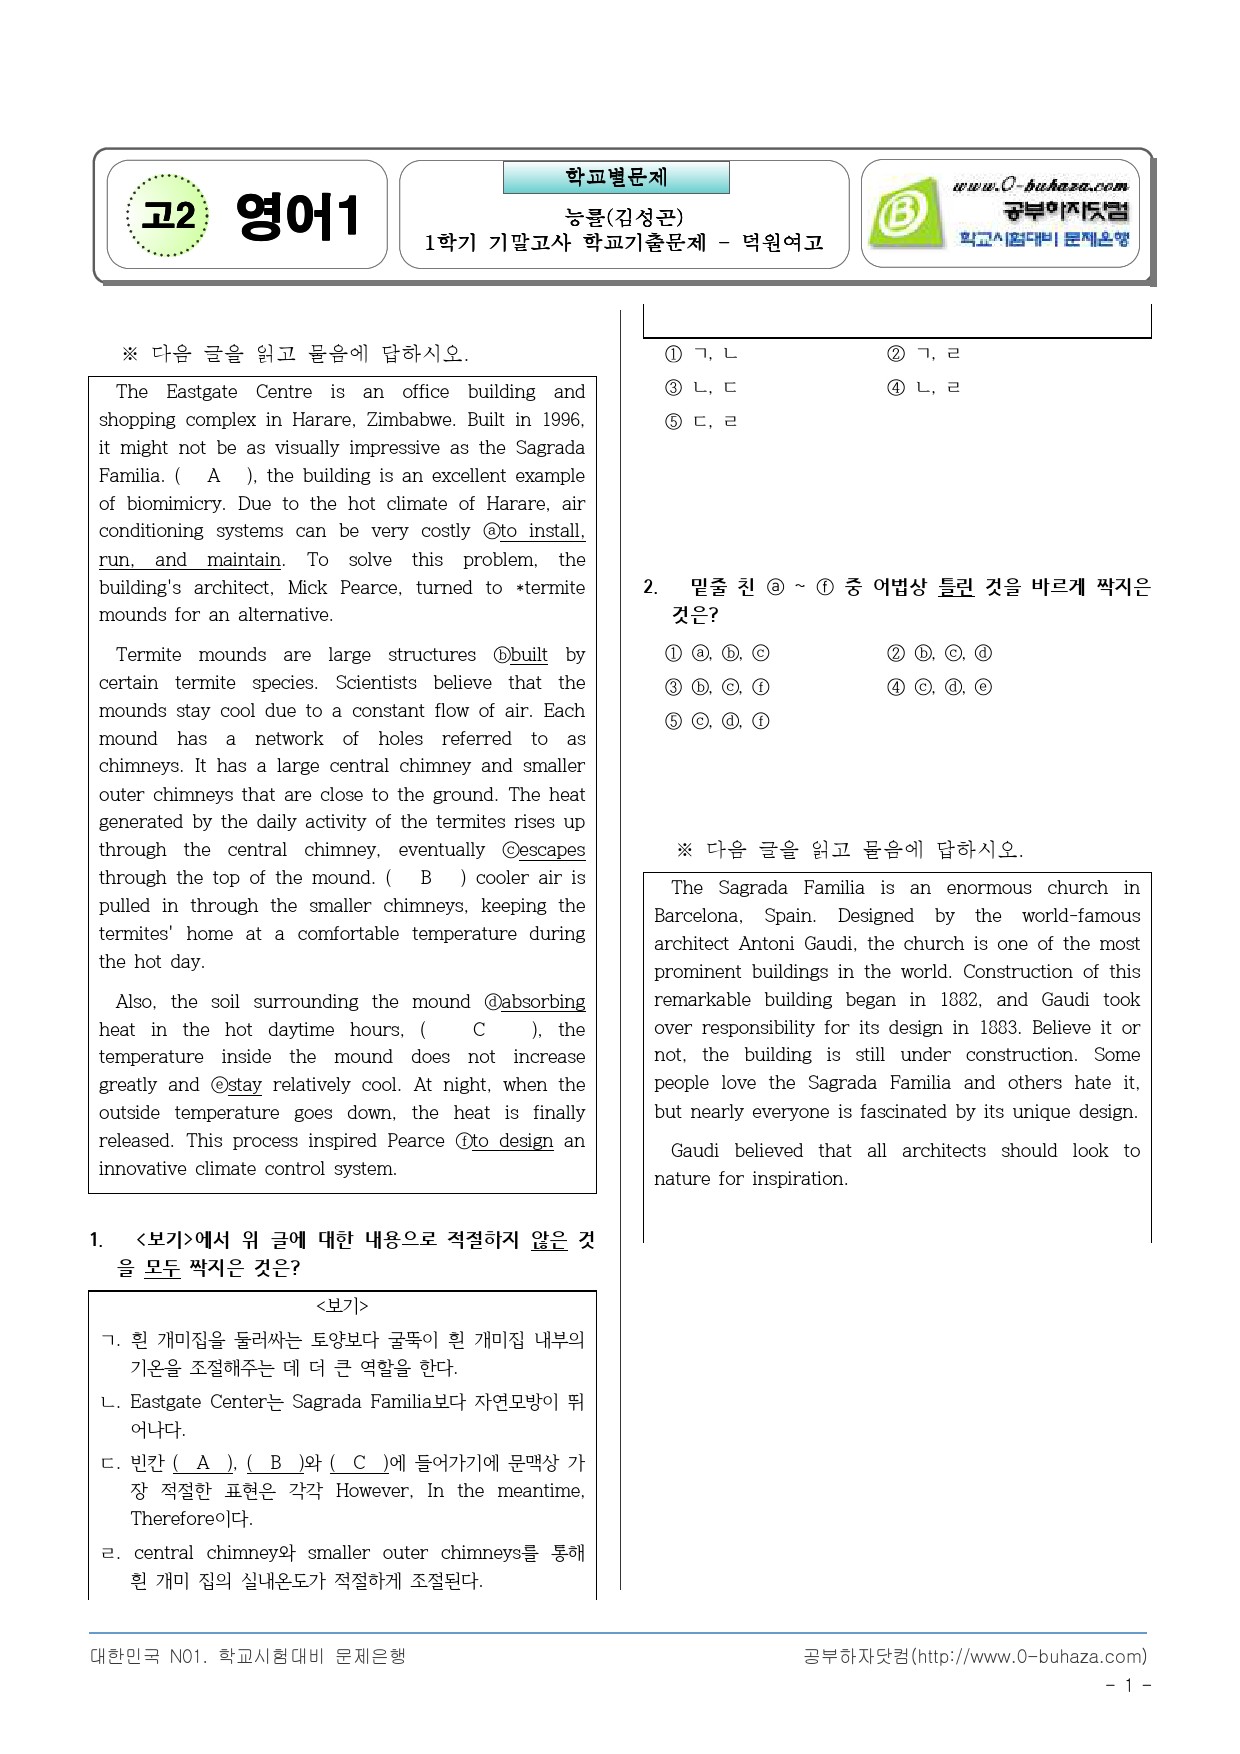 고2 영어1
학교별문제
능률(김성곤)
1학기 기말고사 학교기출문제 - 덕원여고
www.0-buhaza.com
공부하자닷컴
학교시험대비 문제은행
※ 다음 글을 읽고 물음에 답하시오.
The Eastgate Centre is an office building and
shopping complex in Harare, Zimbabwe. Built in 1996,
it might not be as visually impressive as the Sagrada
Familia. ( A ), the building is an excellent example
of biomimicry. Due to the hot climate of Harare, air
conditioning systems can be very costly ⓐto install,
run, and maintain. To solve this problem, the
building's architect, Mick Pearce, turned to *termite
mounds for an alternative.
Termite mounds are large structures ⓑbuilt by
certain termite species. Scientists believe that the
mounds stay cool due to a constant flow of air. Each
mound has a network of holes referred to as
chimneys. It has a large central chimney and smaller
outer chimneys that are close to the ground. The heat
generated by the daily activity of the termites rises up
through the central chimney, eventually ⓒescapes
through the top of the mound. ( B ) cooler air is
pulled in through the smaller chimneys, keeping the
termites' home at a comfortable temperature during
the hot day.
Also, the soil surrounding the mound ⓓabsorbing
heat in the hot daytime hours, ( C ), the
temperature inside the mound does not increase
greatly and ⓔstay relatively cool. At night, when the
outside temperature goes down, the heat is finally
released. This process inspired Pearce ⓕto design an
innovative climate control system.
1. <보기>에서 위 글에 대한 내용으로 적절하지 않은 것
을 모두 짝지은 것은?
<보기>
ㄱ. 흰 개미집을 둘러싸는 토양보다 굴뚝이 흰 개미집 내부의
기온을 조절해주는 데 더 큰 역할을 한다.
ㄴ. Eastgate Center는 Sagrada Familia보다 자연모방이 뛰
어나다.
ㄷ. 빈칸 ( A ), ( B )와 ( C )에 들어가기에 문맥상 가
장 적절한 표현은 각각 However, In the meantime,
Therefore이다.
ㄹ. central chimney와 smaller outer chimneys를 통해
흰 개미 집의 실내온도가 적절하게 조절된다.
① ㄱ, ㄴ ② ㄱ, ㄹ
③ ㄴ, ㄷ ④ ㄴ, ㄹ
⑤ ㄷ, ㄹ
2. 밑줄 친 ⓐ ~ ⓕ 중 어법상 틀린 것을 바르게 짝지은
것은?
① ⓐ, ⓑ, ⓒ ② ⓑ, ⓒ, ⓓ
③ ⓑ, ⓒ, ⓕ ④ ⓒ, ⓓ, ⓔ
⑤ ⓒ, ⓓ, ⓕ
※ 다음 글을 읽고 물음에 답하시오.
The Sagrada Familia is an enormous church in
Barcelona, Spain. Designed by the world-famous
architect Antoni Gaudi, the church is one of the most
prominent buildings in the world. Construction of this
remarkable building began in 1882, and Gaudi took
over responsibility for its design in 1883. Believe it or
not, the building is still under construction. Some
people love the Sagrada Familia and others hate it,
but nearly everyone is fascinated by its unique design.
Gaudi believed that all architects should look to
nature for inspiration.
대한민국 N01. 학교시험대비 문제은행
공부하자닷컴(http://www.0-buhaza.com)
- 1 -